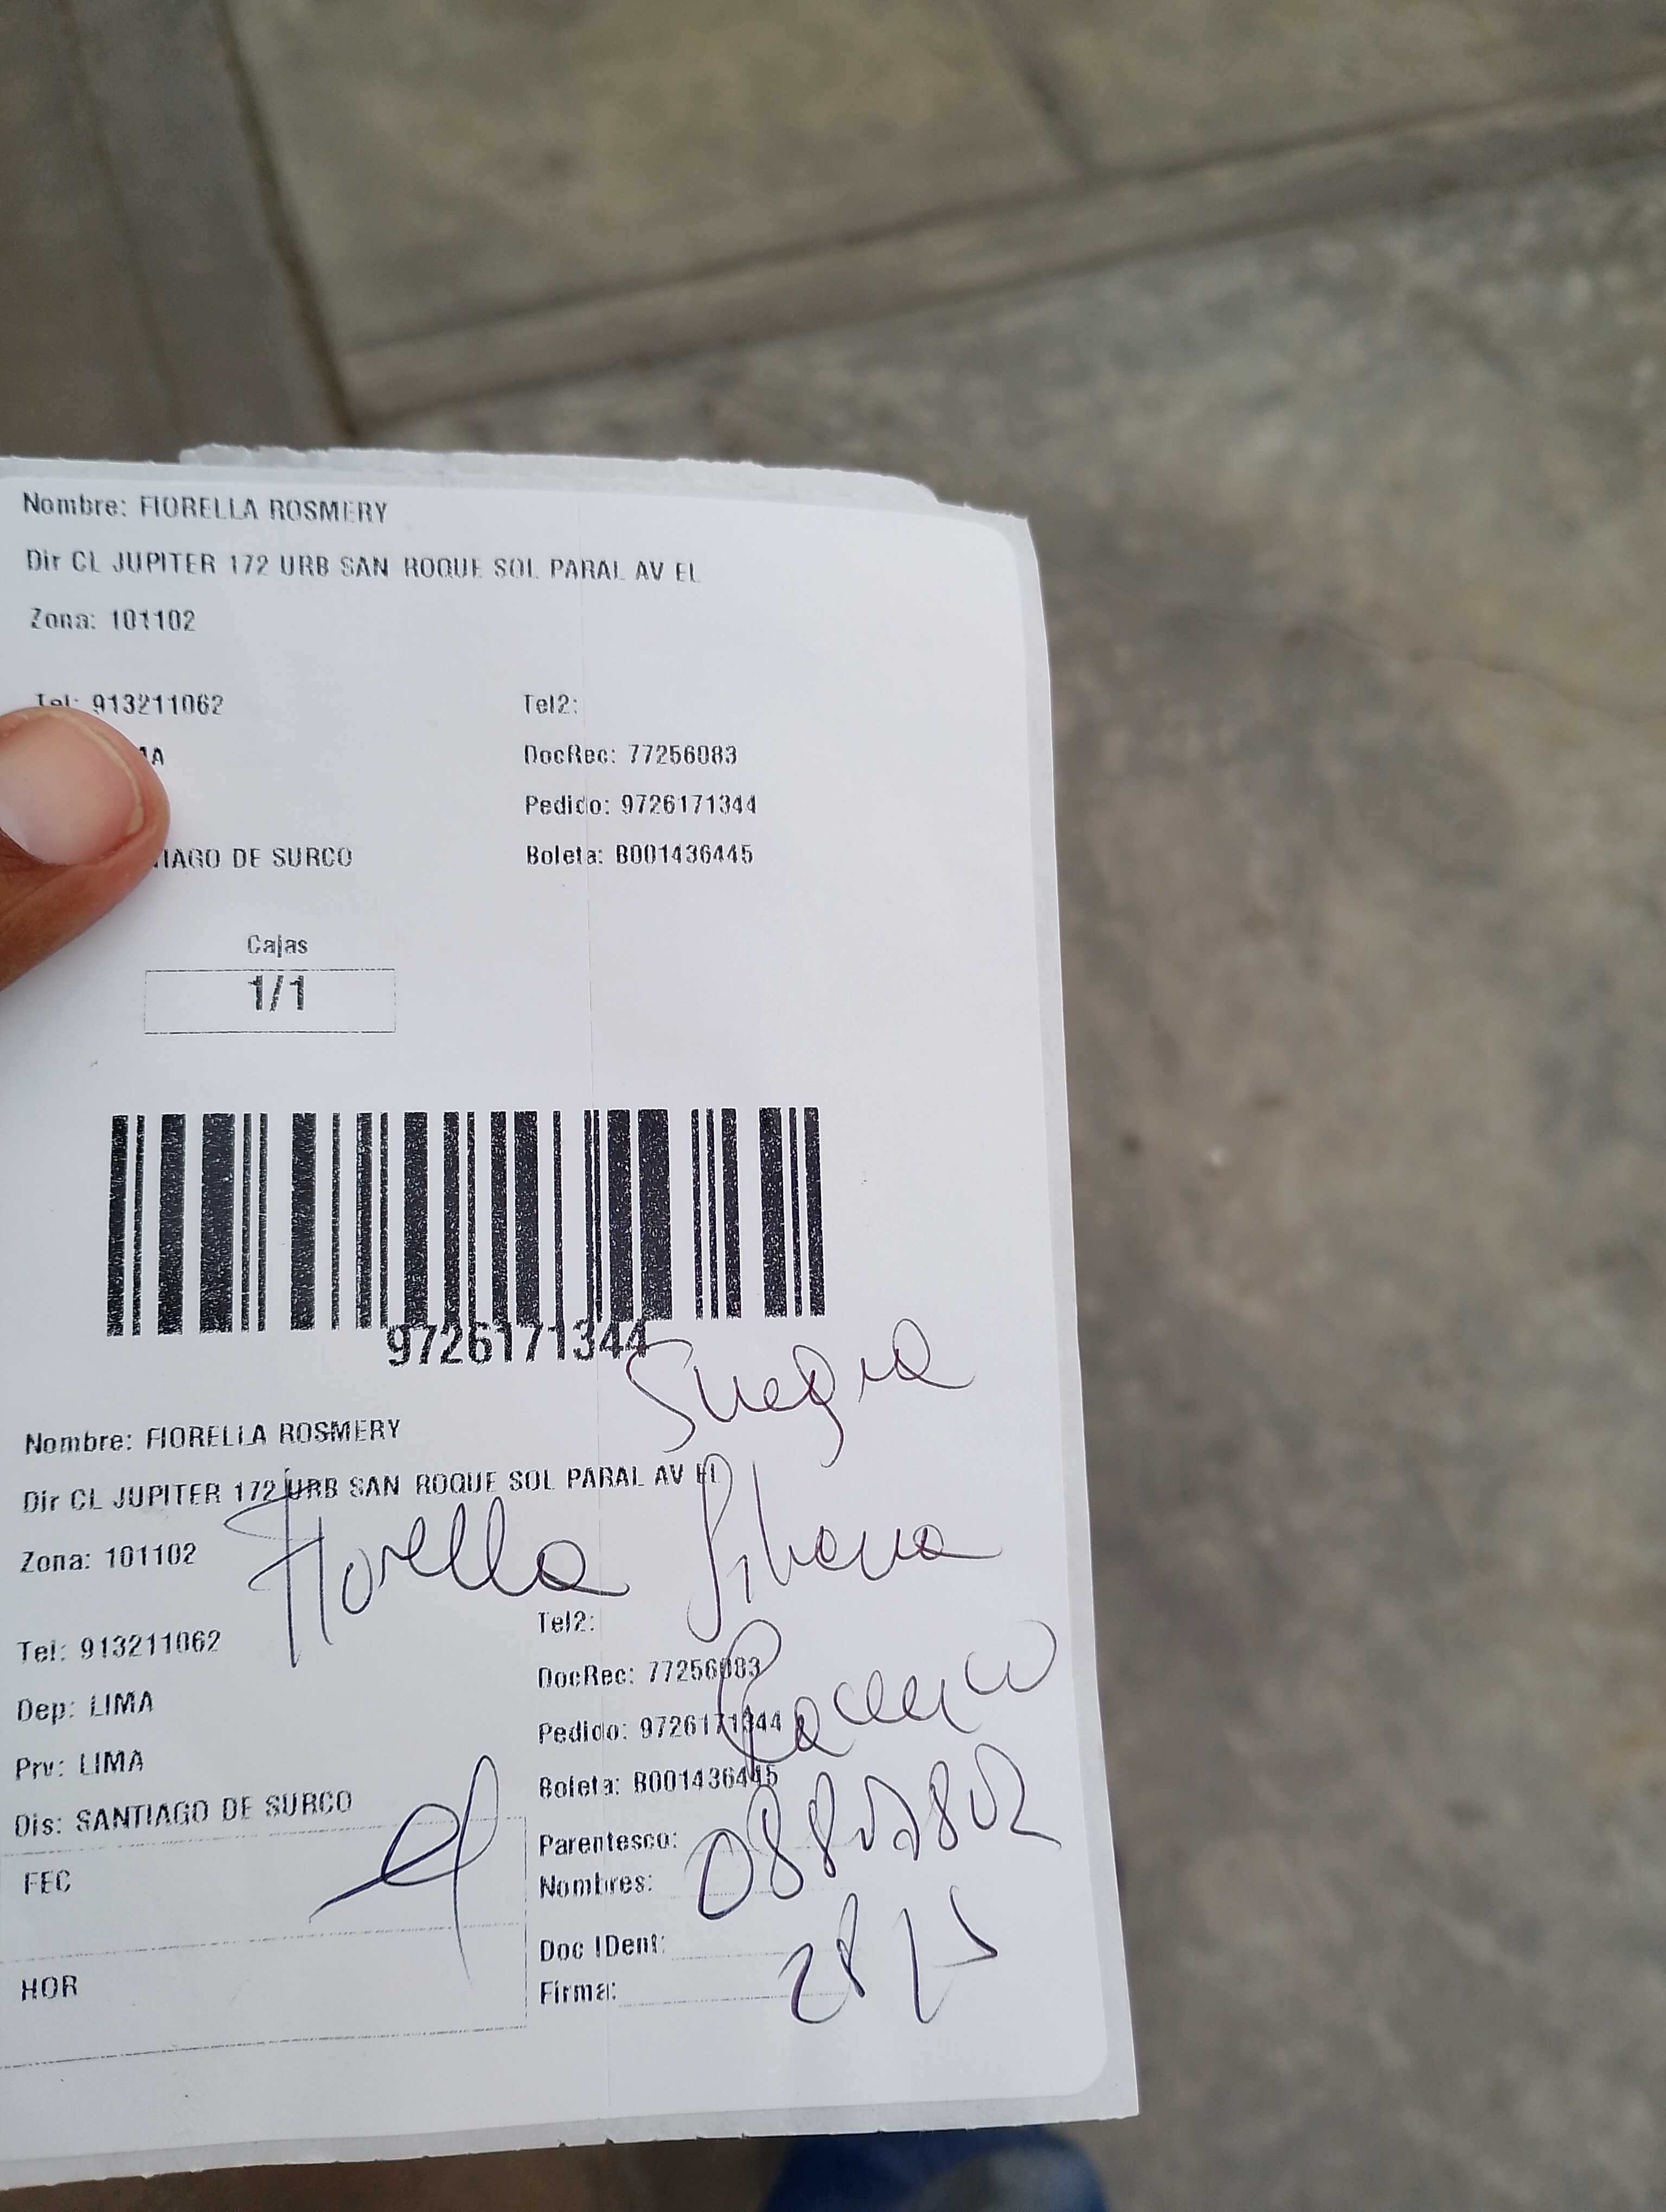 Nombre: FIORELLA ROSMERY
Dir CL JUPITER 172 URB SAN ROQUE SOL PARAL AV EL
Zona: 101102
Tel: 913211062 Tel2:
MA DocRec: 77256083
Pedido: 9726171344
TIAGO DE SURCO Boleta: B001436445
Cajas
1/1
9726171344
Suegra
Nombre: FIORELLA ROSMERY
Dir CL JUPITER 172 URB SAN ROQUE SOL PARAL AV EL
Zona: 101102
Fiorella
Tel: 913211062 Tel2:
Dep: LIMA DocRec: 77256083
Prv: LIMA Pedido: 9726171344
Dis: SANTIAGO DE SURCO Boleta: B001436445
FEC
Parentesco:
Nombres:
Doc IDent:
HOR
Firma: